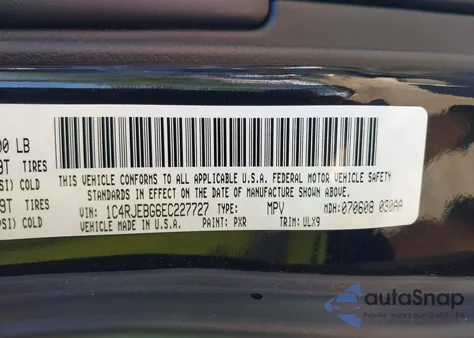 00 LB
9T TIRES
SI) COLD
9T TIRES
SI) COLD
THIS VEHICLE CONFORMS TO ALL APPLICABLE U.S.A. FEDERAL MOTOR VEHICLE SAFETY
STANDARDS IN EFFECT ON THE DATE OF MANUFACTURE SHOWN ABOVE.
VIN: 1C4RJEBG6EC227727 TYPE: MPV MDH: 070608 030AA
VEHICLE MADE IN U.S.A. PAINT: PXR TRIM: ULX9
autoSnap